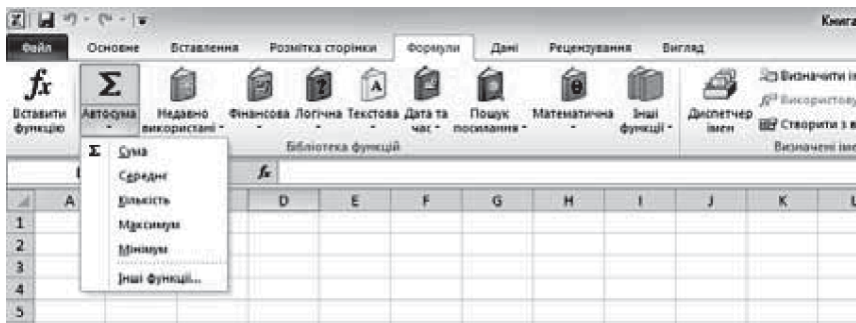 Книга
Файл Основне Вставлення Розмітка сторінки Формули Дані Рецензування Вигляд
Вставити функцію Автосума Недавно використані Фінансова Логічна Текстова Дата та час Пошук посилання Математична Інші функції Диспетчер імен Визначити ім
Використову
Створити з в
Бібліотека функцій Визначені іме
Σ Сума
Середнє
Кількість
Максимум
Мінімум
Інші функції...
fx
A D E F G H I J K L
1
2
3
4
5